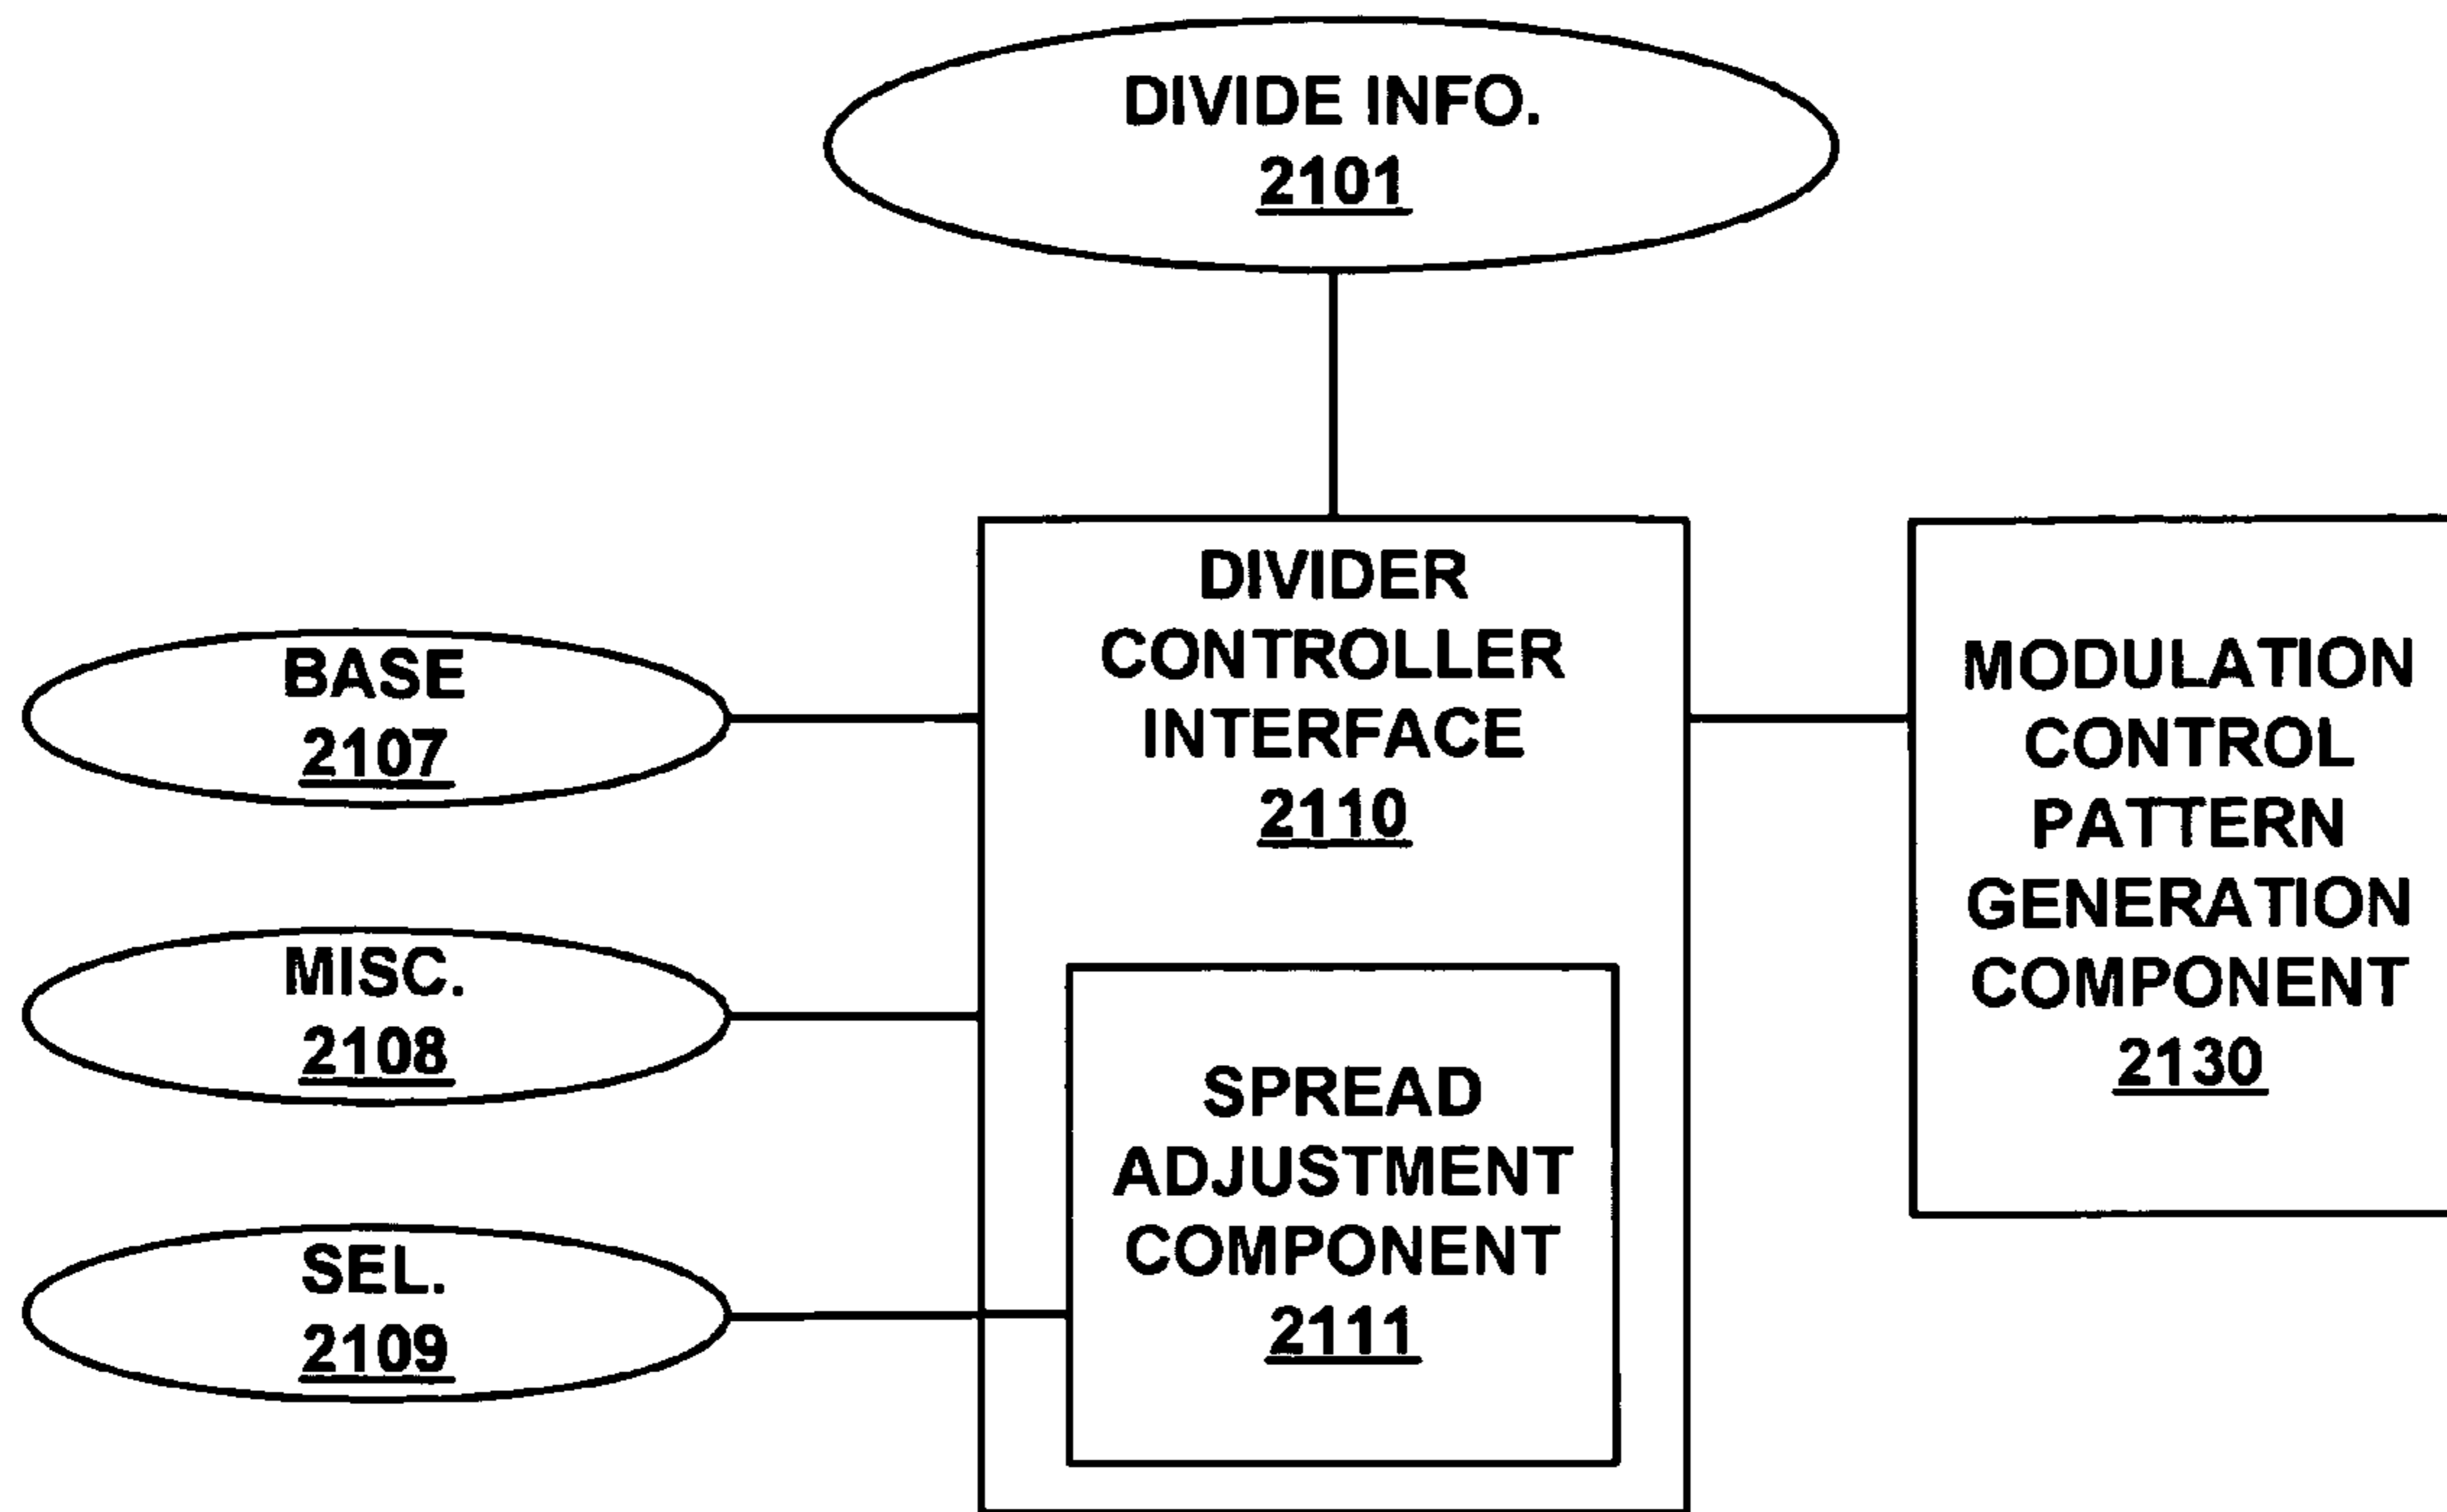 DIVIDE INFO.
2101
BASE
2107
MISC.
2108
SEL.
2109
DIVIDER
CONTROLLER
INTERFACE
2110
SPREAD
ADJUSTMENT
COMPONENT
2111
MODULATION
CONTROL
PATTERN
GENERATION
COMPONENT
2130